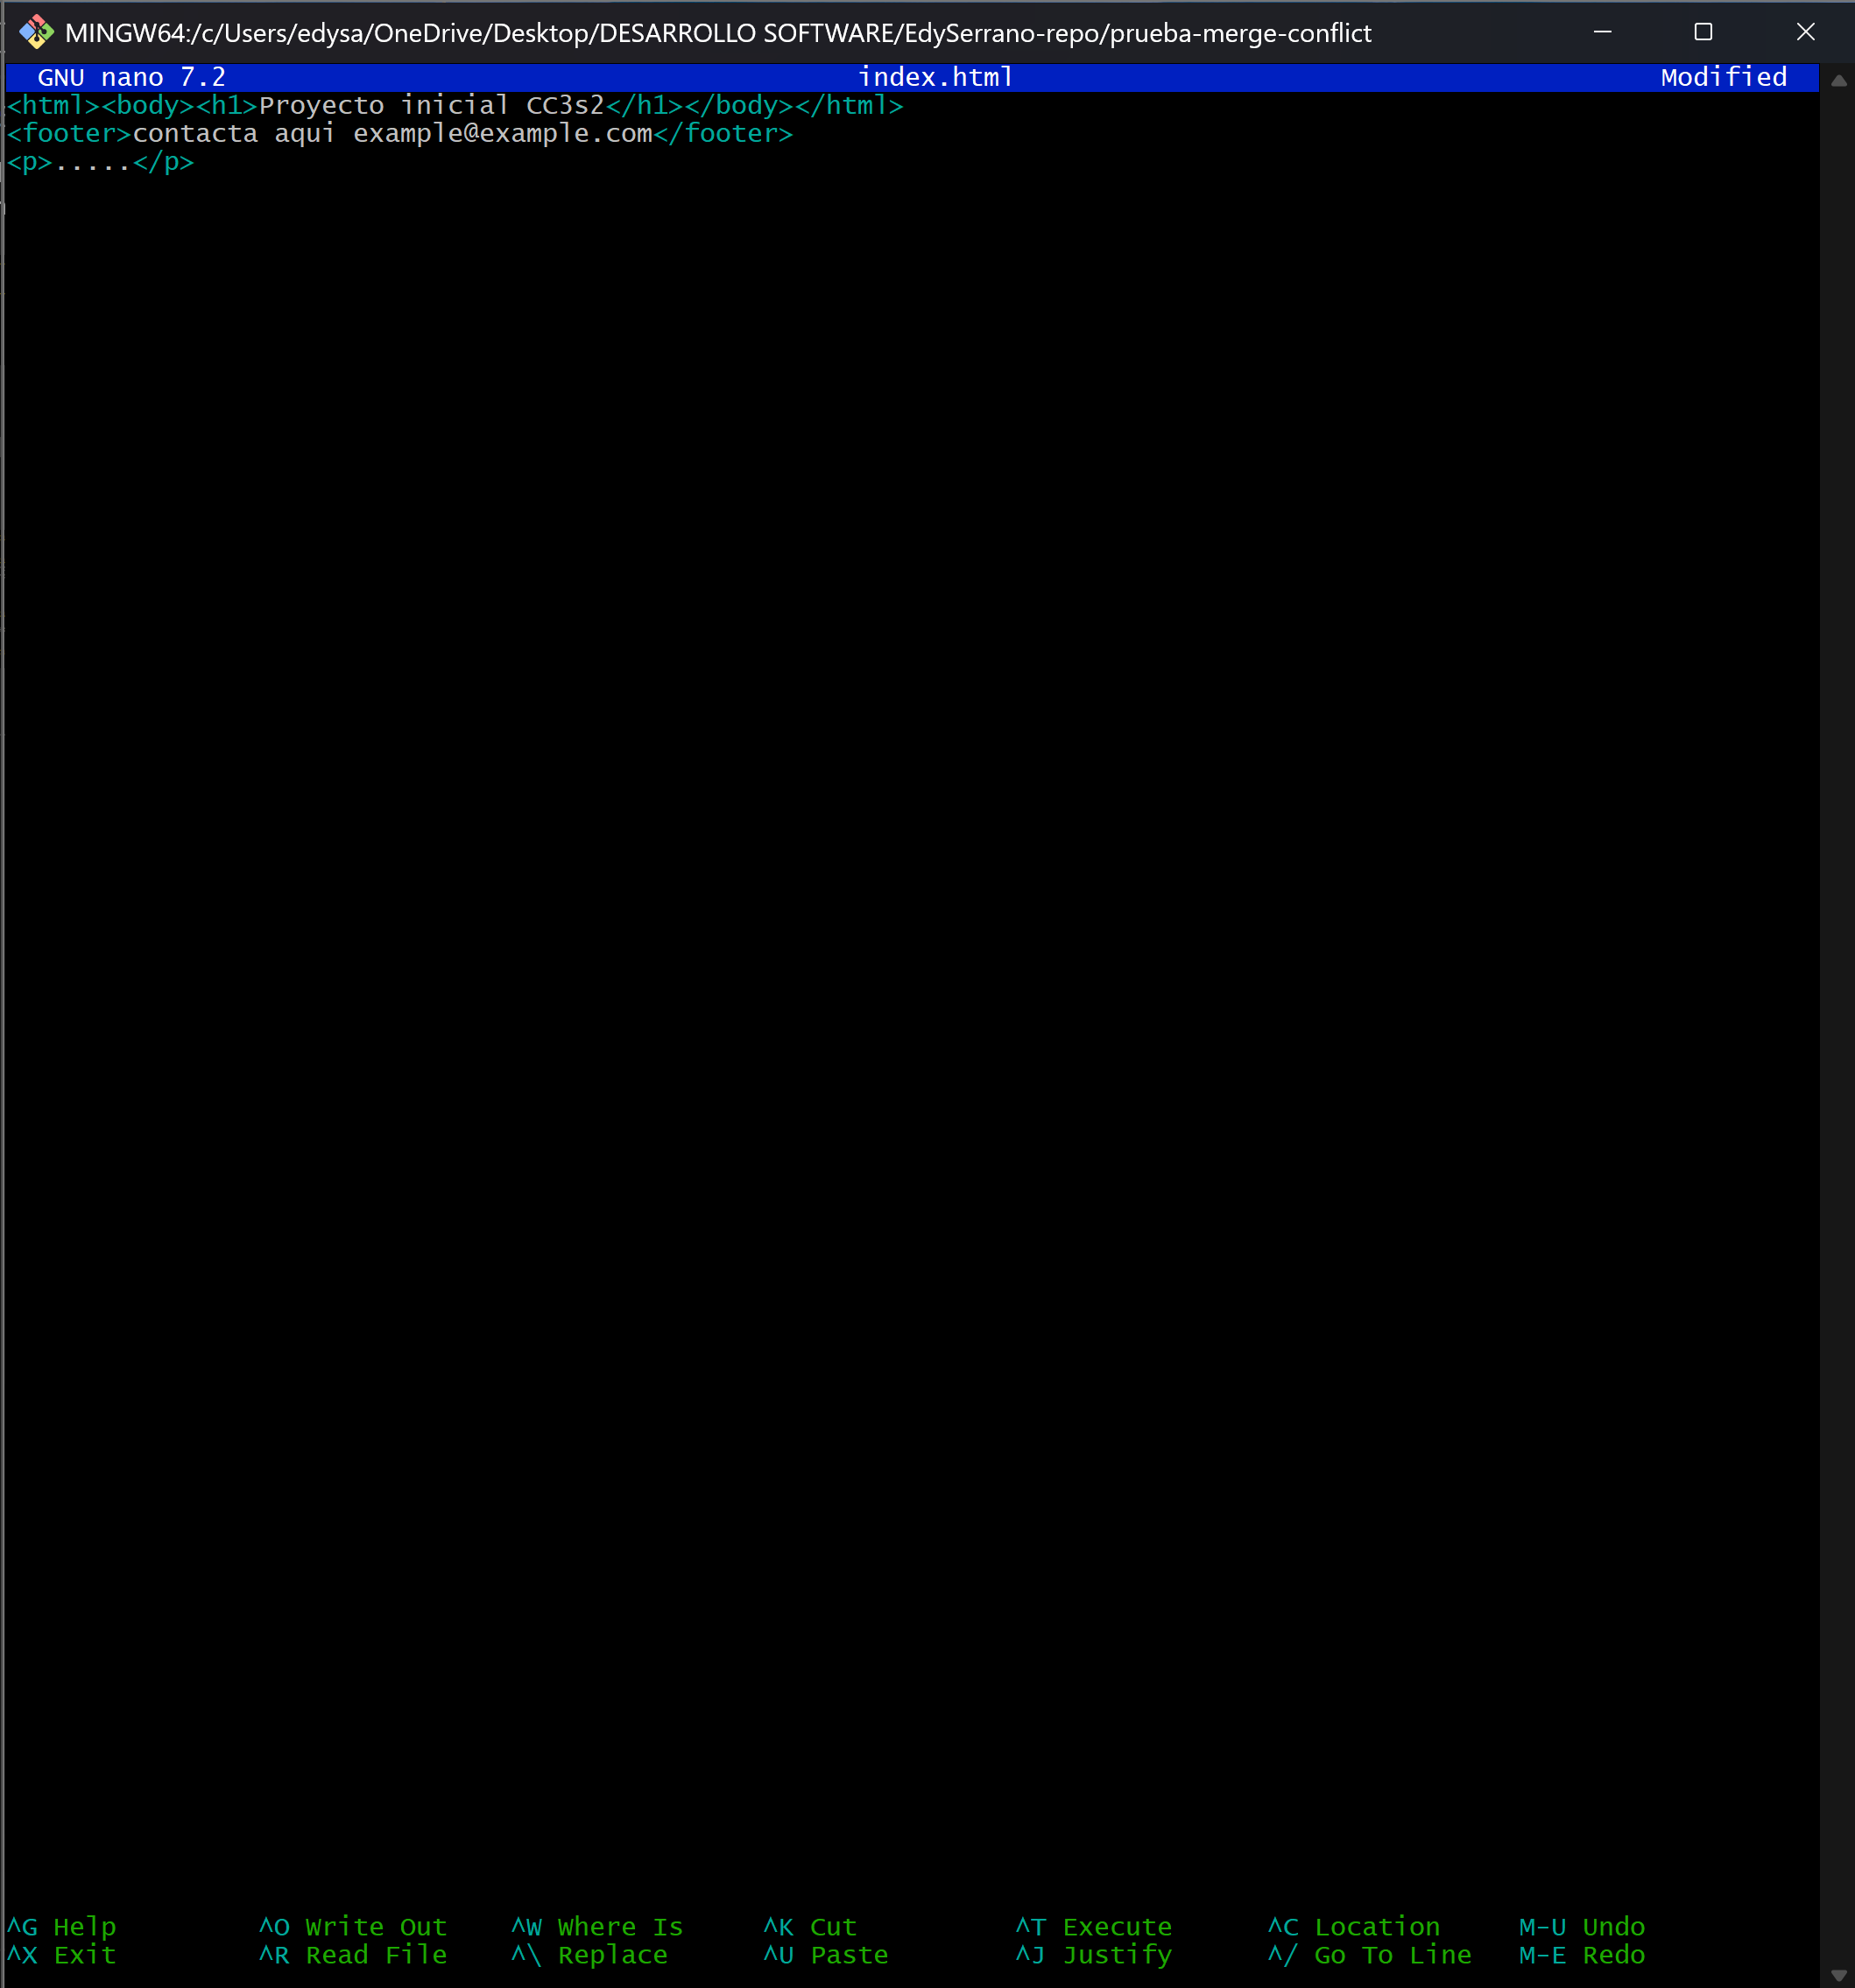 MINGW64:/c/Users/edysa/OneDrive/Desktop/DESARROLLO SOFTWARE/EdySerrano-repo/prueba-merge-conflict
GNU nano 7.2 index.html Modified
<html><body><h1>Proyecto inicial CC3s2</h1></body></html>
<footer>contacta aqui example@example.com</footer>
<p>.....</p>
^G Help ^O Write Out ^W Where Is ^K Cut ^T Execute ^C Location M-U Undo
^X Exit ^R Read File ^\ Replace ^U Paste ^J Justify ^/ Go To Line M-E Redo